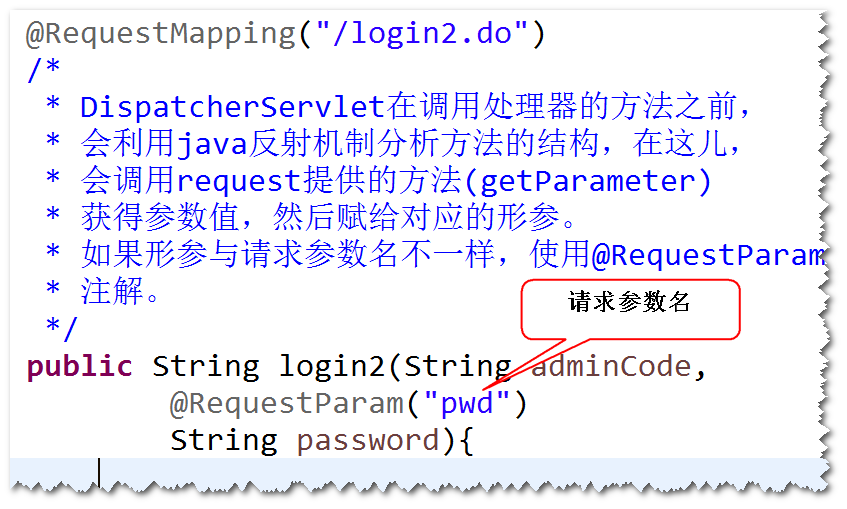 @RequestMapping("/login2.do")
/*
* DispatcherServlet在调用处理器的方法之前，
* 会利用java反射机制分析方法的结构，在这儿，
* 会调用request提供的方法(getParameter)
* 获得参数值，然后赋给对应的形参。
* 如果形参与请求参数名不一样，使用@RequestParam
* 注解。
*/
请求参数名
public String login2(String adminCode,
@RequestParam("pwd")
String password){